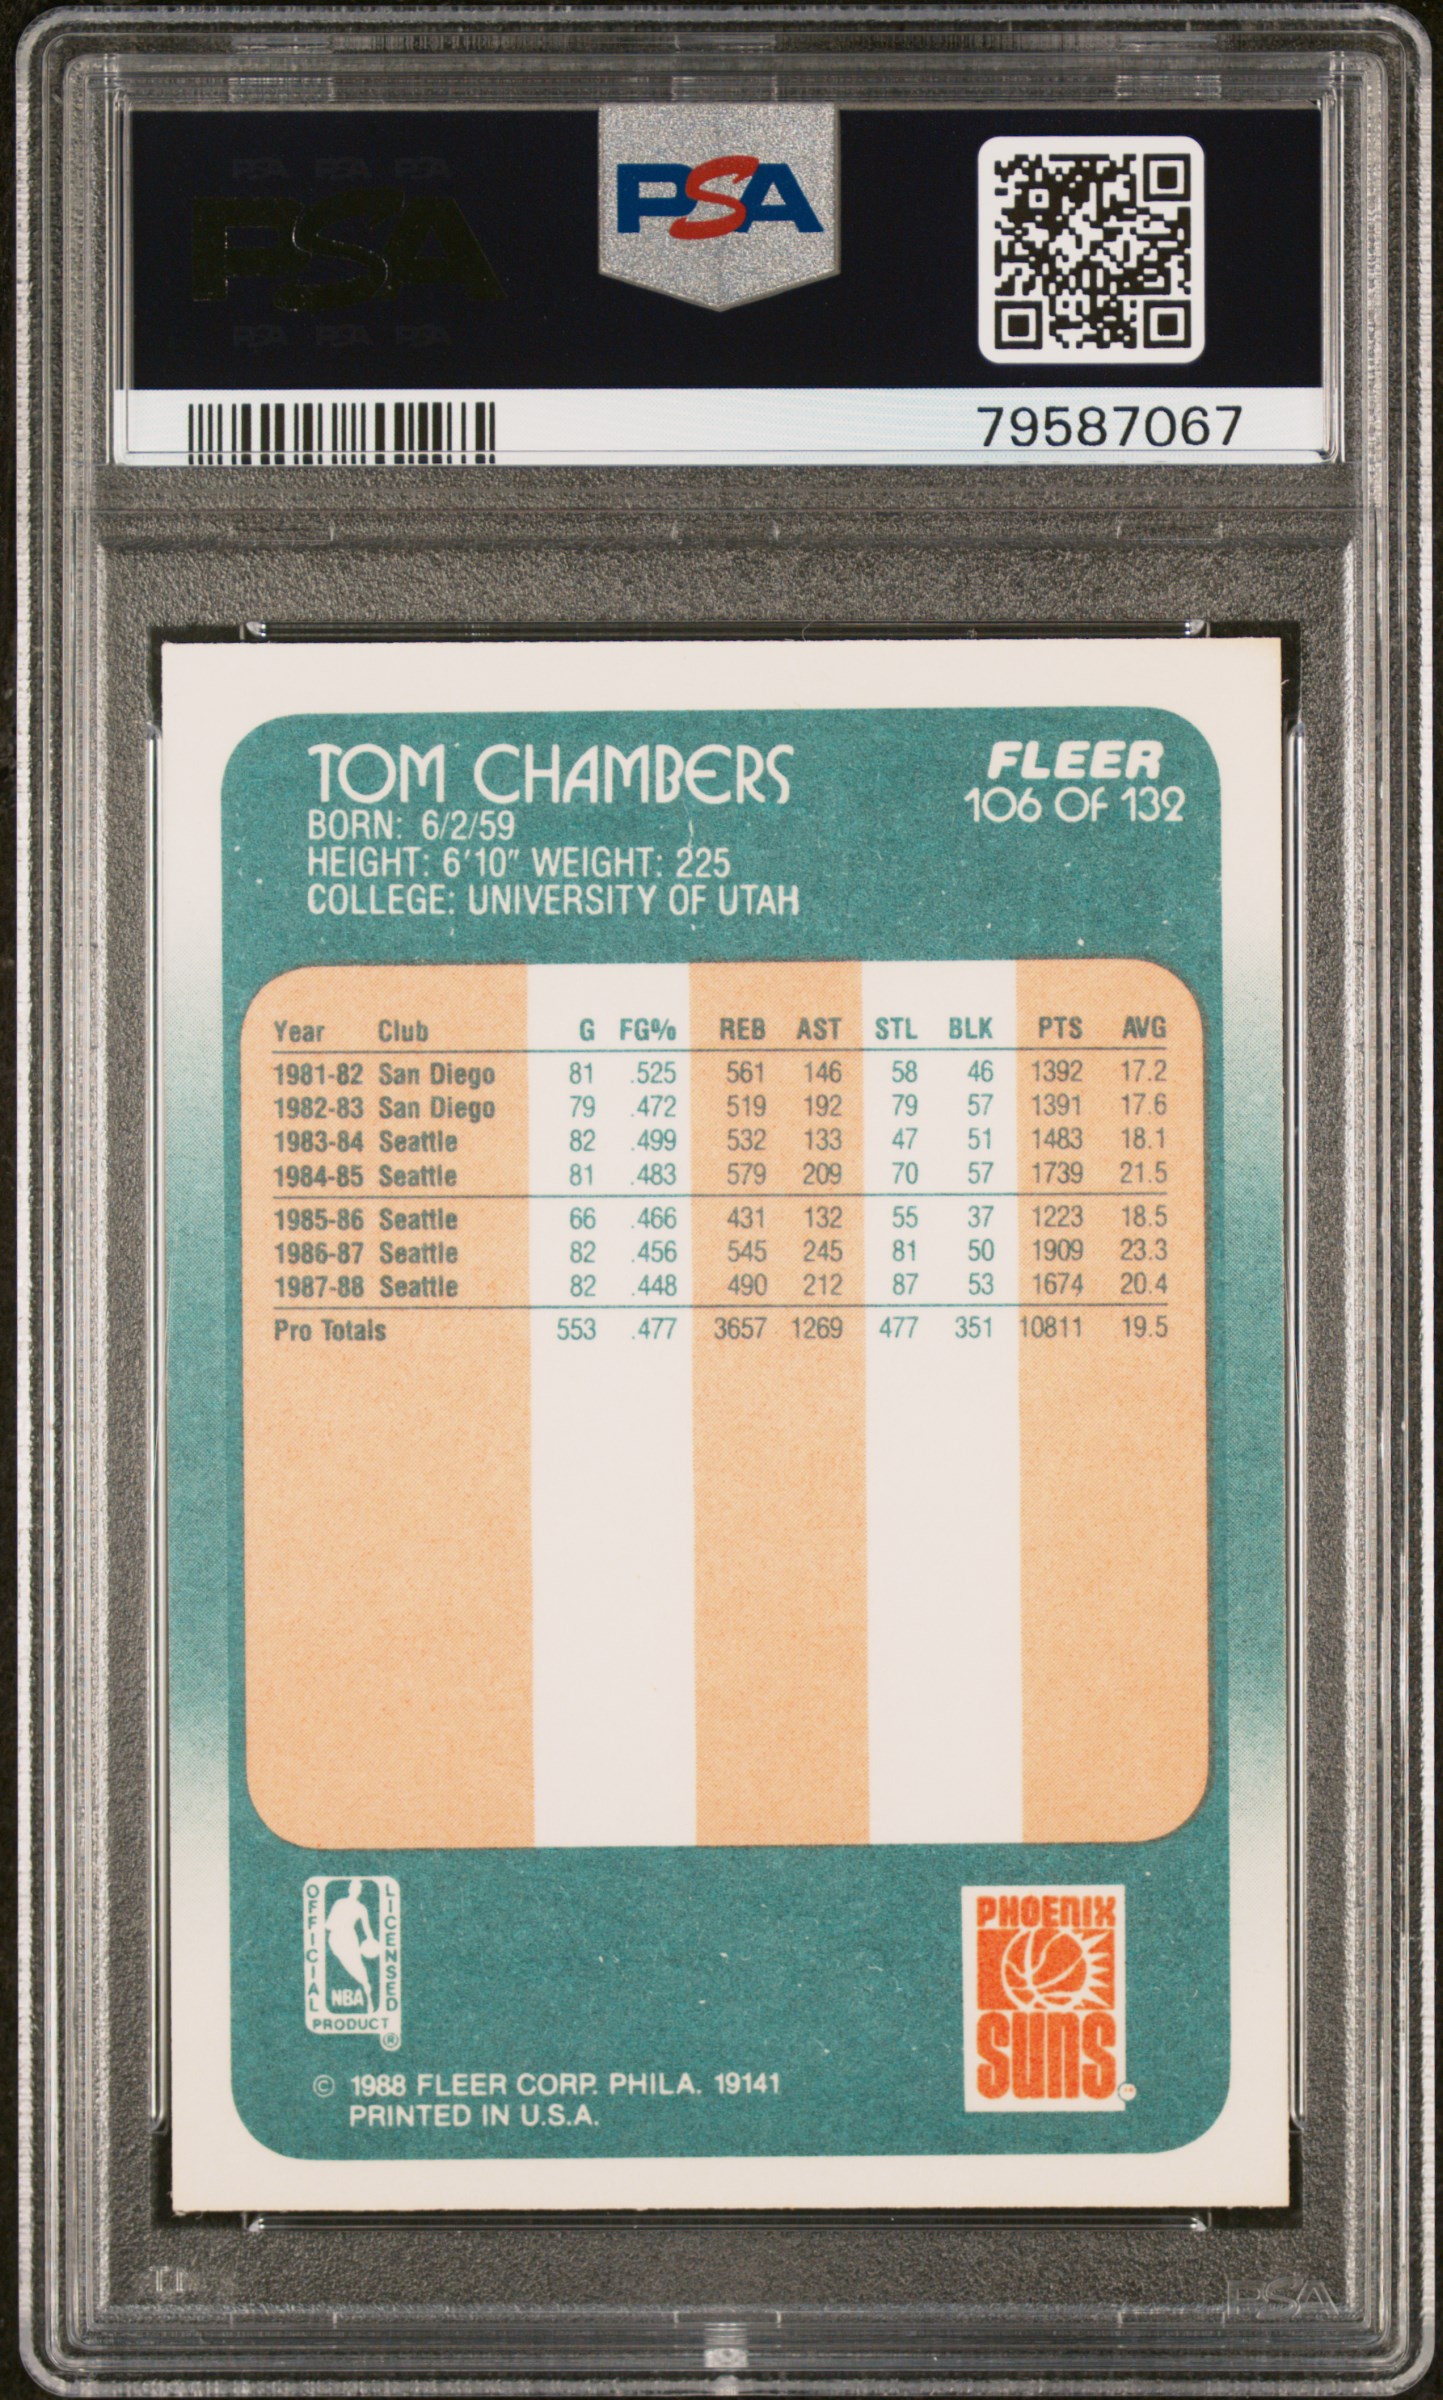 PSA PSA PSA
PSA
PSA PSA PSA
PSA
79587067
TOM CHAMBERS
BORN: 6/2/59
HEIGHT: 6'10" WEIGHT: 225
COLLEGE: UNIVERSITY OF UTAH
FLEER
106 OF 132
Year Club G FG% REB AST STL BLK PTS AVG
1981-82 San Diego 81 .525 561 146 58 46 1392 17.2
1982-83 San Diego 79 .472 519 192 79 57 1391 17.6
1983-84 Seattle 82 .499 532 133 47 51 1483 18.1
1984-85 Seattle 81 .483 579 209 70 57 1739 21.5
1985-86 Seattle 66 .466 431 132 55 37 1223 18.5
1986-87 Seattle 82 .456 545 245 81 50 1909 23.3
1987-88 Seattle 82 .448 490 212 87 53 1674 20.4
Pro Totals 553 .477 3657 1269 477 351 10811 19.5
OFFICIAL
LICENSED
NBA
PRODUCT
®
© 1988 FLEER CORP. PHILA. 19141
PRINTED IN U.S.A.
PHOENIX
SUNS
PSA